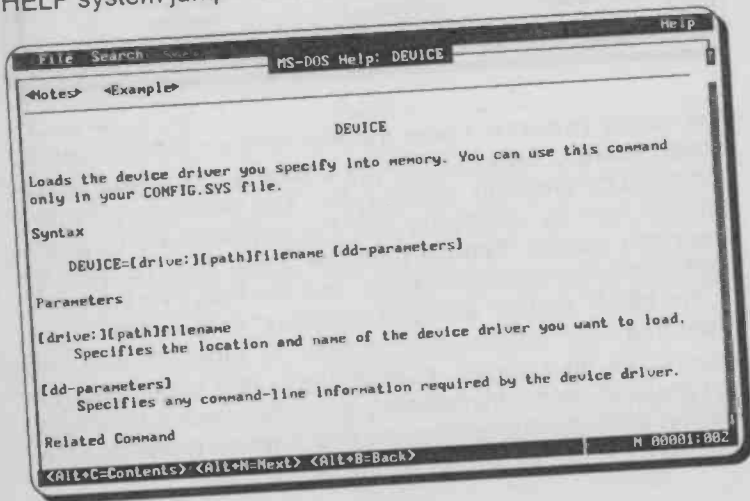 HELP system jump
File Search Help
MS-DOS Help: DEVICE
◄Notes► ◄Example►
DEVICE
Loads the device driver you specify into memory. You can use this command
only in your CONFIG.SYS file.
Syntax
DEVICE=[drive:][path]filename [dd-parameters]
Parameters
[drive:][path]filename
Specifies the location and name of the device driver you want to load.
[dd-parameters]
Specifies any command-line information required by the device driver.
Related Command
<Alt+C=Contents> <Alt+N=Next> <Alt+B=Back> N 00001:002